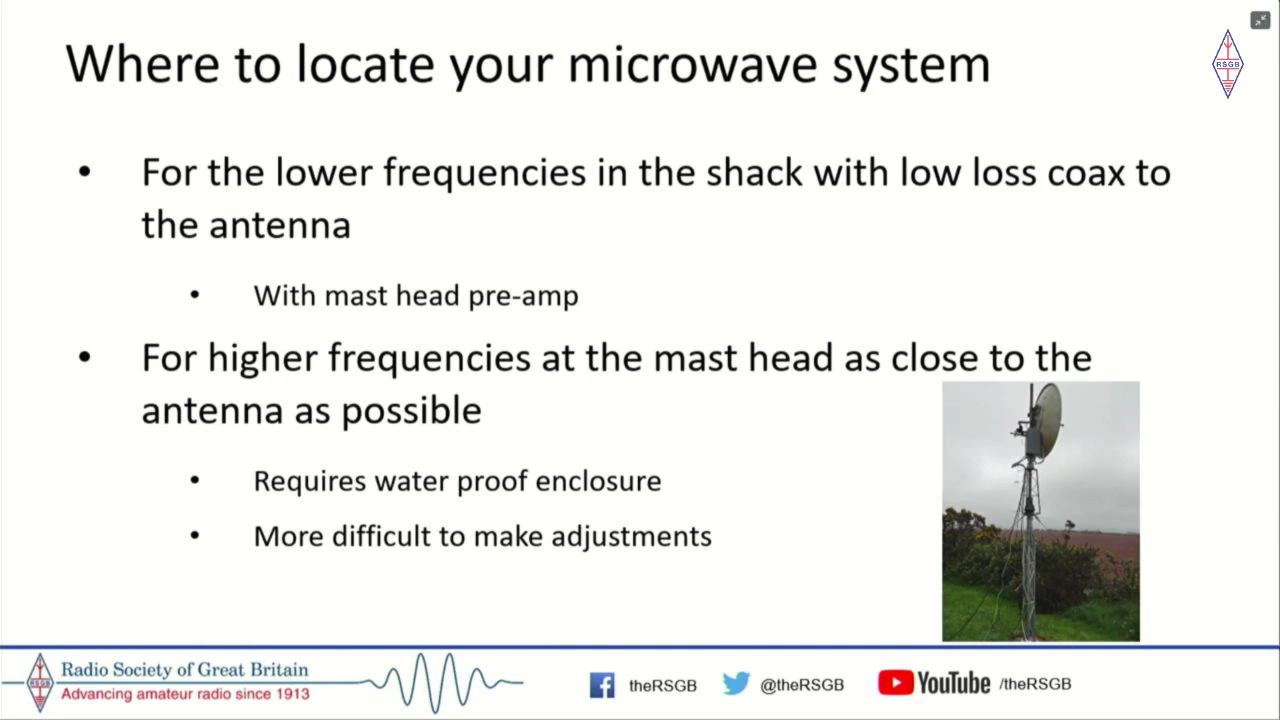 Where to locate your microwave system
RSGB
• For the lower frequencies in the shack with low loss coax to
the antenna
• With mast head pre-amp
• For higher frequencies at the mast head as close to the
antenna as possible
• Requires water proof enclosure
• More difficult to make adjustments
RSGB
Radio Society of Great Britain
Advancing amateur radio since 1913
f theRSGB
@theRSGB
YouTube /theRSGB